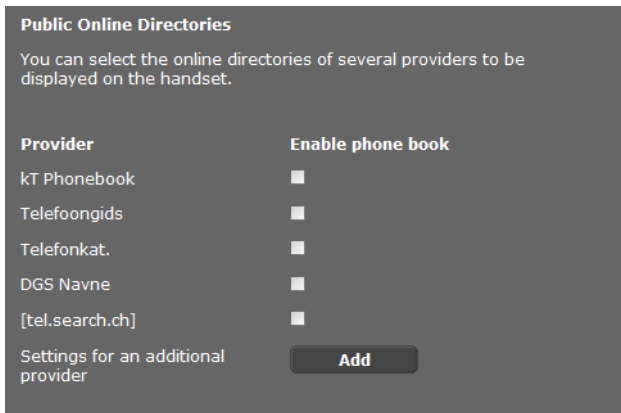 Public Online Directories
You can select the online directories of several providers to be
displayed on the handset.
Provider Enable phone book
kT Phonebook
Telefoongids
Telefonkat.
DGS Navne
[tel.search.ch]
Settings for an additional
provider
Add